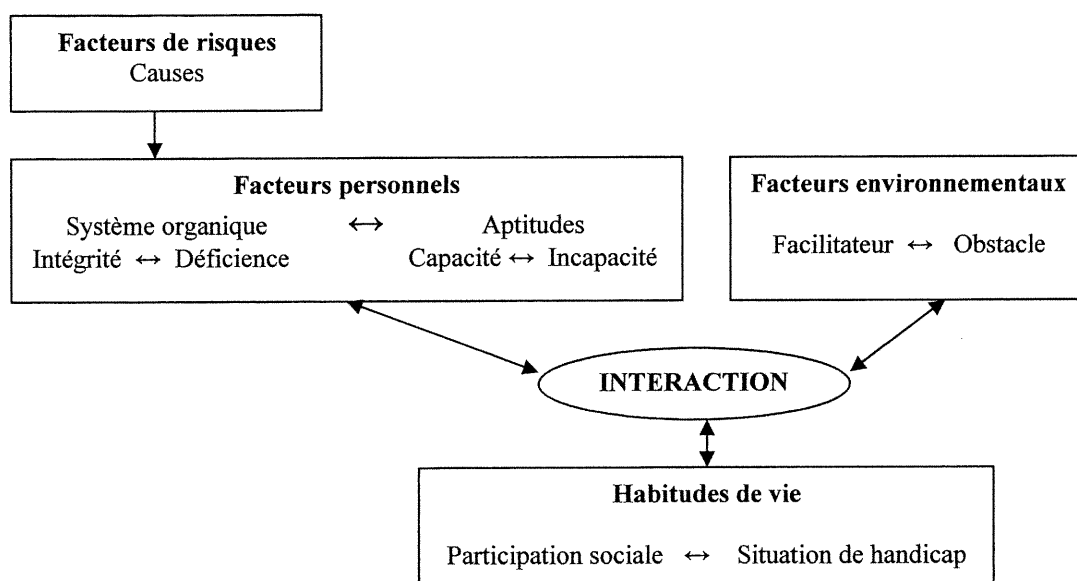 Facteurs de risques
Causes
Facteurs personnels
Système organique ↔ Aptitudes
Intégrité ↔ Déficience Capacité ↔ Incapacité
Facteurs environnementaux
Facilitateur ↔ Obstacle
INTERACTION
Habitudes de vie
Participation sociale ↔ Situation de handicap